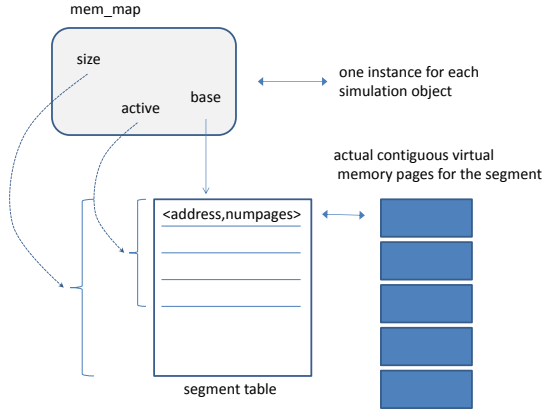 mem_map
size
active
base
one instance for each
simulation object
actual contiguous virtual
memory pages for the segment
<address,numpages>
segment table